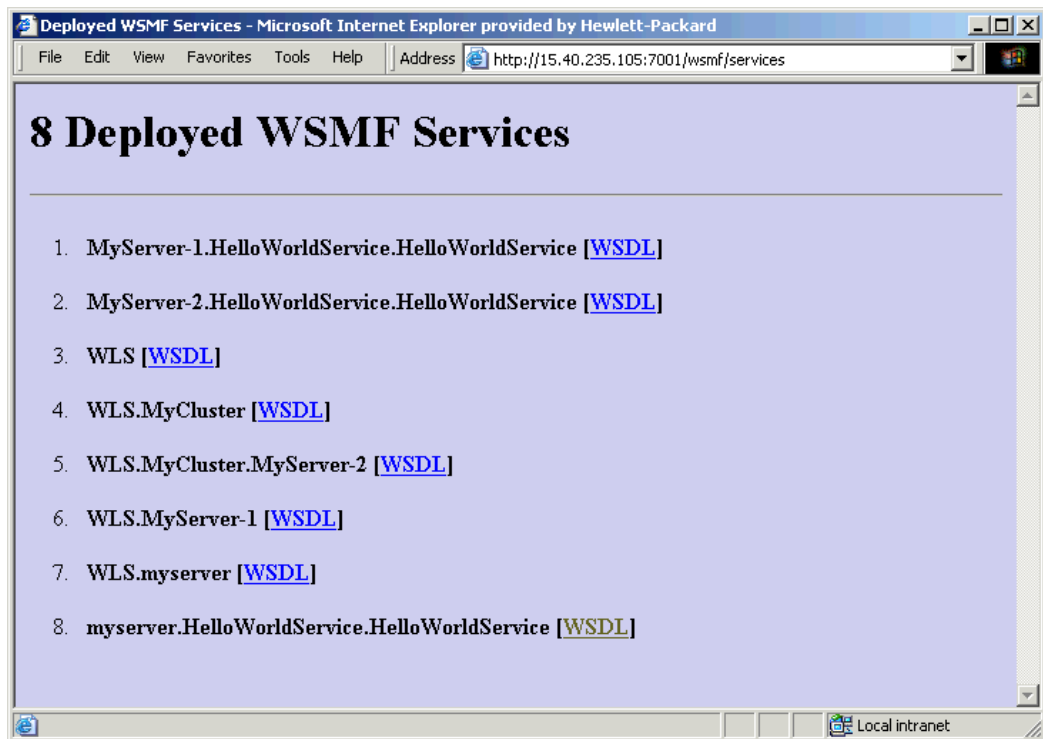 Deployed WSMF Services - Microsoft Internet Explorer provided by Hewlett-Packard
File Edit View Favorites Tools Help Address http://15.40.235.105:7001/wsmf/services
8 Deployed WSMF Services
1. MyServer-1.HelloWorldService.HelloWorldService [WSDL]
2. MyServer-2.HelloWorldService.HelloWorldService [WSDL]
3. WLS [WSDL]
4. WLS.MyCluster [WSDL]
5. WLS.MyCluster.MyServer-2 [WSDL]
6. WLS.MyServer-1 [WSDL]
7. WLS.myserver [WSDL]
8. myserver.HelloWorldService.HelloWorldService [WSDL]
Local intranet